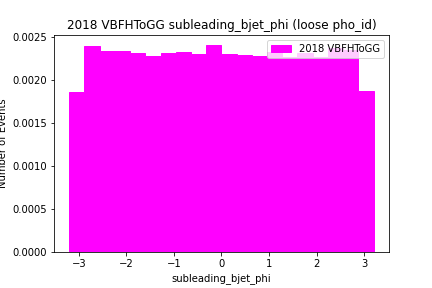 2018 VBFHToGG subleading_bjet_phi (loose pho_id)
2018 VBFHToGG
Number of Events
0.0025
0.0020
0.0015
0.0010
0.0005
0.0000
−3 −2 −1 0 1 2 3
subleading_bjet_phi